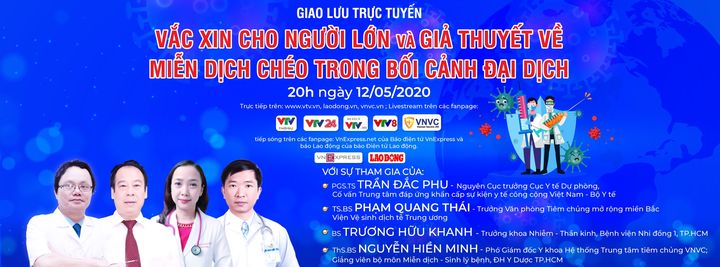 GIAO LƯU TRỰC TUYẾN
VẮC XIN CHO NGƯỜI LỚN VÀ GIẢ THUYẾT VỀ
MIỄN DỊCH CHÉO TRONG BỐI CẢNH ĐẠI DỊCH
20h ngày 12/05/2020
Trực tiếp trên: www.vtv.vn, laodong.vn, vnvc.vn ; Livestream trên các fanpage:
VTV VTV24 VTV VTV8 VNVC
tiếp sóng trên các fanpage: VnExpress.net của Báo điện tử VnExpress và
báo Lao động của báo Điện tử Lao động.
VNEXPRESS LAO ĐỘNG
VỚI SỰ THAM GIA CỦA:
PGS.BS TRẦN ĐẮC PHU - Nguyên Cục trưởng Cục Y tế Dự phòng,
Cố vấn Trung tâm đáp ứng khẩn cấp sự kiện y tế công cộng Việt Nam - Bộ Y tế
TS.BS PHẠM QUANG THÁI - Trưởng Văn phòng Tiêm chủng mở rộng miền Bắc
Viện Vệ sinh dịch tễ Trung ương
BS TRƯƠNG HỮU KHANH - Trưởng khoa Nhiễm - Thần kinh, Bệnh viện Nhi đồng 1, TP.HCM
ThS.BS NGUYỄN HIỀN MINH - Phó Giám đốc Y khoa Hệ thống Trung tâm tiêm chủng VNVC;
Giảng viên bộ môn Miễn dịch - Sinh lý bệnh, ĐH Y Dược TP.HCM